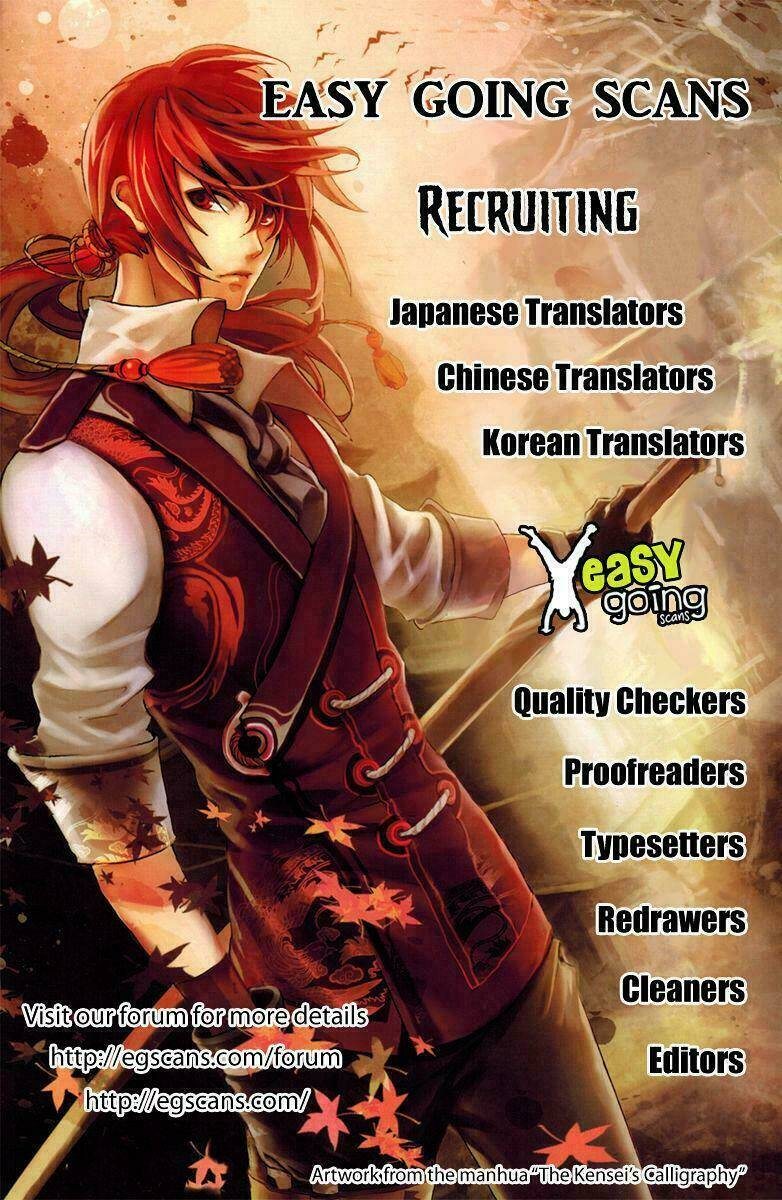 EASY GOING SCANS
RECRUITING
Japanese Translators
Chinese Translators
Korean Translators
easy
going
scans
Quality Checkers
Proofreaders
Typesetters
Redrawers
Cleaners
Editors
Visit our forum for more details
http://egscans.com/forum
http://egscans.com/
Artwork from the manhua "The Kensei's Calligraphy"